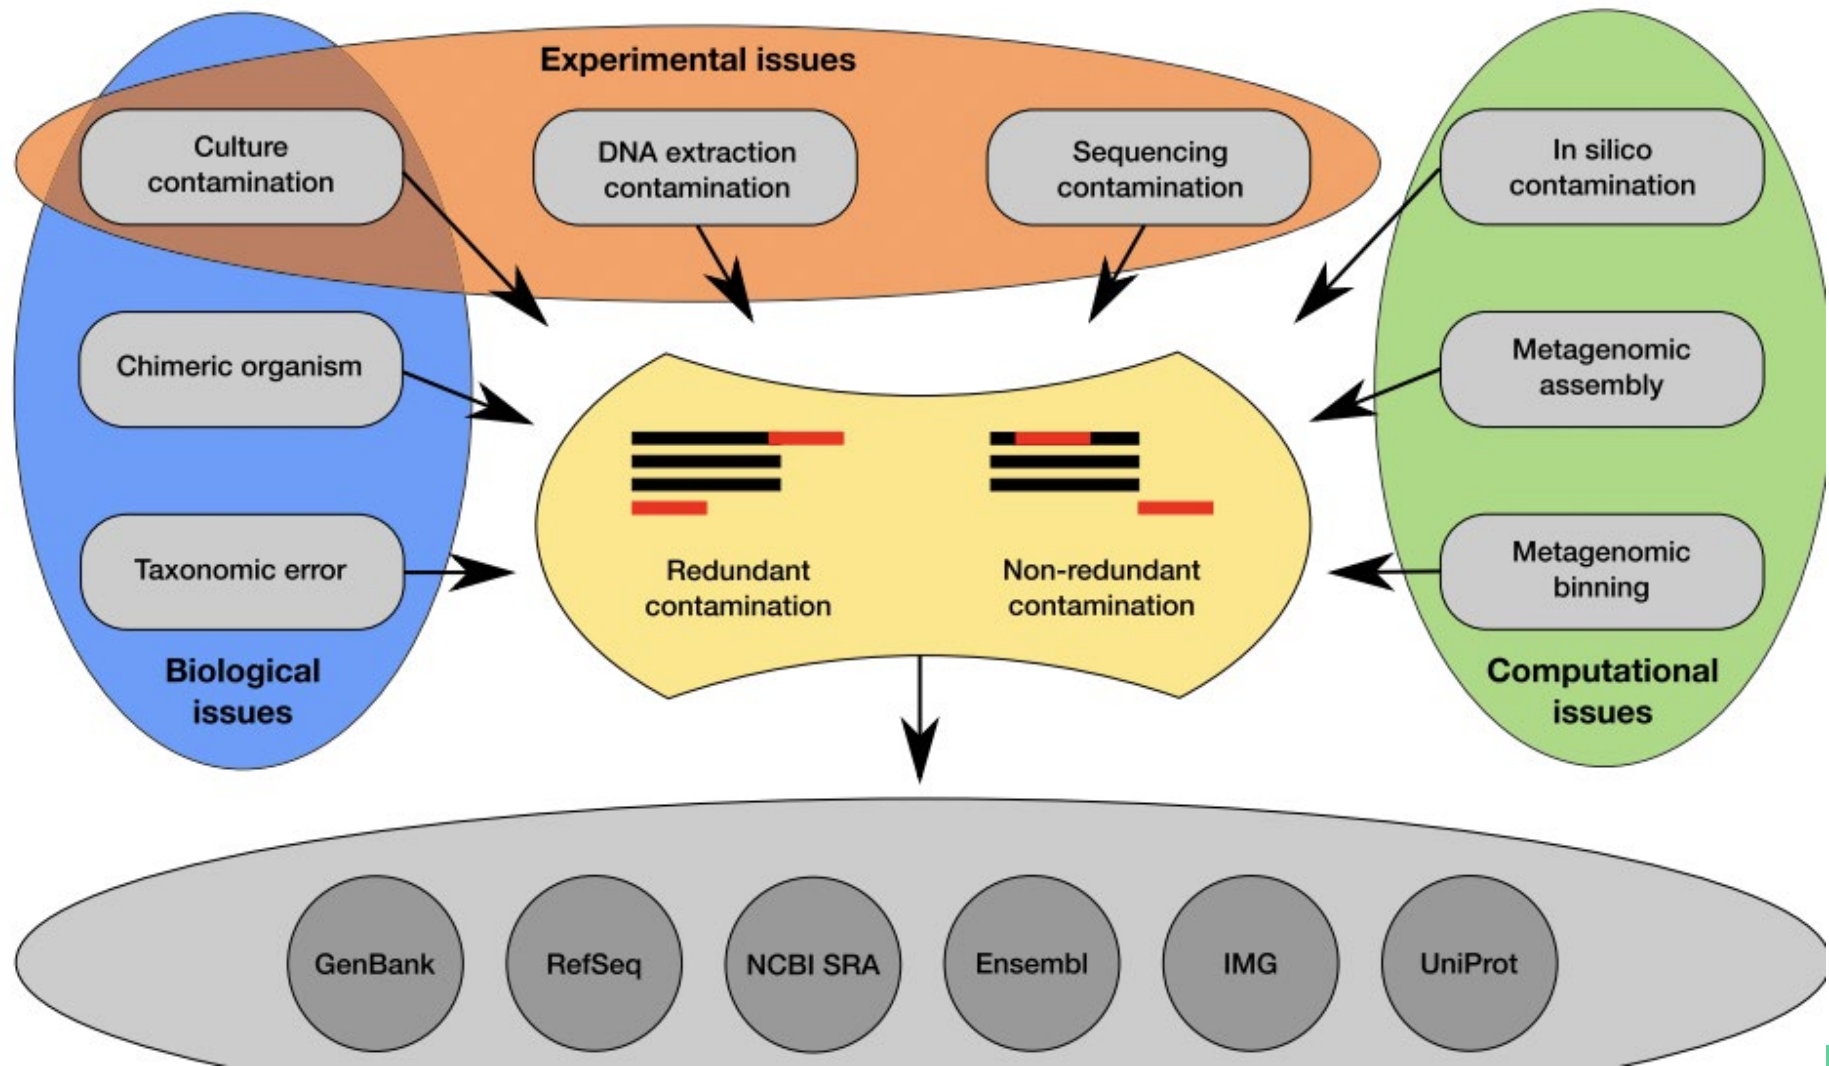 Experimental issues
Culture
contamination
DNA extraction
contamination
Sequencing
contamination
In silico
contamination
Chimeric organism
Metagenomic
assembly
Taxonomic error
Metagenomic
binning
Redundant
contamination
Non-redundant
contamination
Biological
issues
Computational
issues
GenBank
RefSeq
NCBI SRA
Ensembl
IMG
UniProt